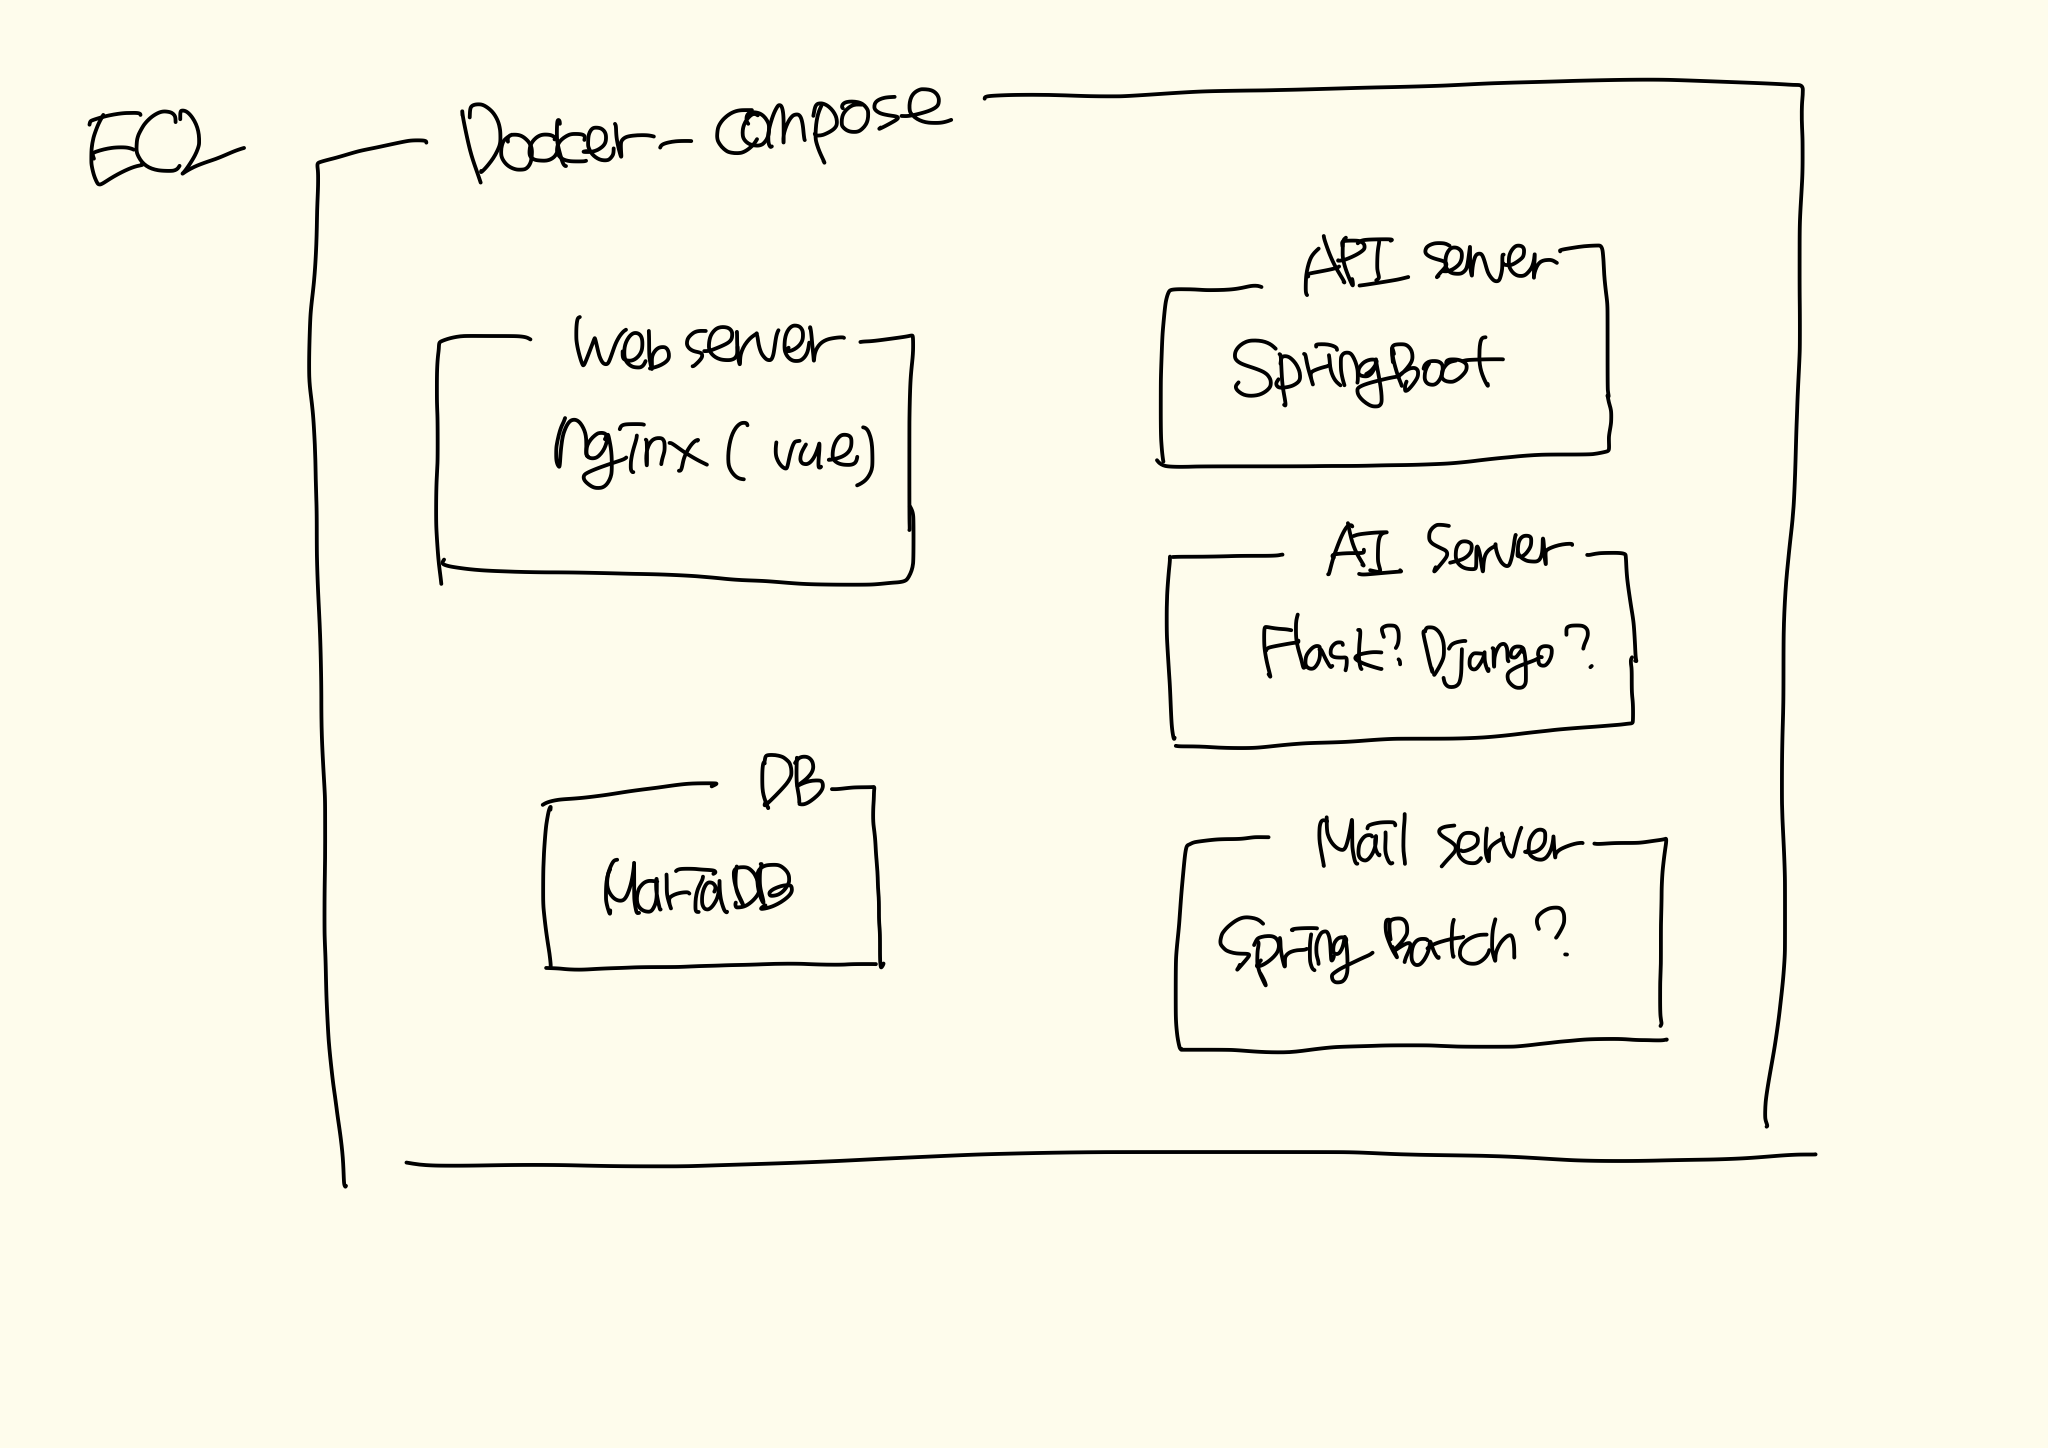 EC2
Docker-compose
Web server
nginx (vue)
API server
SpringBoot
AI Server
Flask? Django?
DB
MariaDB
Mail server
Spring Batch?